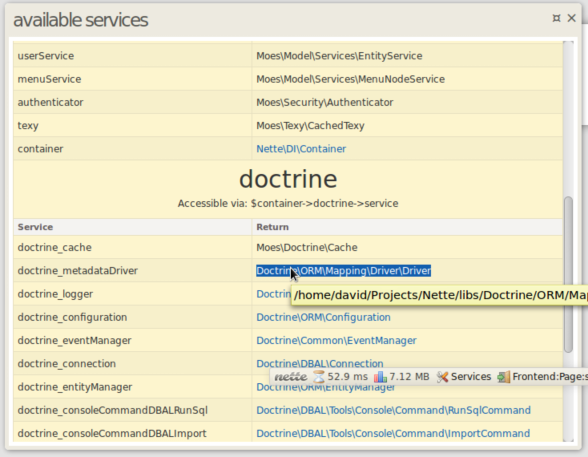 available services
userService Moes\Model\Services\EntityService
menuService Moes\Model\Services\MenuNodeService
authenticator Moes\Security\Authenticator
texy Moes\Texy\CachedTexy
container Nette\DI\Container
doctrine
Accessible via: $container->doctrine->service
Service Return
doctrine_cache Moes\Doctrine\Cache
doctrine_metadataDriver Doctrine\ORM\Mapping\Driver\Driver
doctrine_logger Doctrin
/home/david/Projects/Nette/libs/Doctrine/ORM/Ma
doctrine_configuration Doctrine\ORM\Configuration
doctrine_eventManager Doctrine\Common\EventManager
doctrine_connection Doctrine\DBAL\Connection
nette 52.9 ms 7.12 MB Services Frontend:Page:s
doctrine_entityManager Doctrine\ORM\EntityManager
doctrine_consoleCommandDBALRunSql Doctrine\DBAL\Tools\Console\Command\RunSqlCommand
doctrine_consoleCommandDBALImport Doctrine\DBAL\Tools\Console\Command\ImportCommand